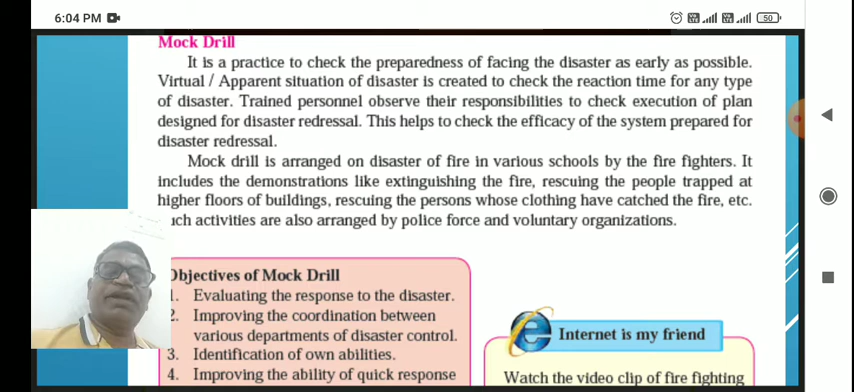 6:04 PM
50
Mock Drill
It is a practice to check the preparedness of facing the disaster as early as possible.
Virtual / Apparent situation of disaster is created to check the reaction time for any type
of disaster. Trained personnel observe their responsibilities to check execution of plan
designed for disaster redressal. This helps to check the efficacy of the system prepared for
disaster redressal.
Mock drill is arranged on disaster of fire in various schools by the fire fighters. It
includes the demonstrations like extinguishing the fire, rescuing the people trapped at
higher floors of buildings, rescuing the persons whose clothing have catched the fire, etc.
uch activities are also arranged by police force and voluntary organizations.
Objectives of Mock Drill
1. Evaluating the response to the disaster.
2. Improving the coordination between
various departments of disaster control.
3. Identification of own abilities.
4. Improving the ability of quick response
Internet is my friend
Watch the video clip of fire fighting